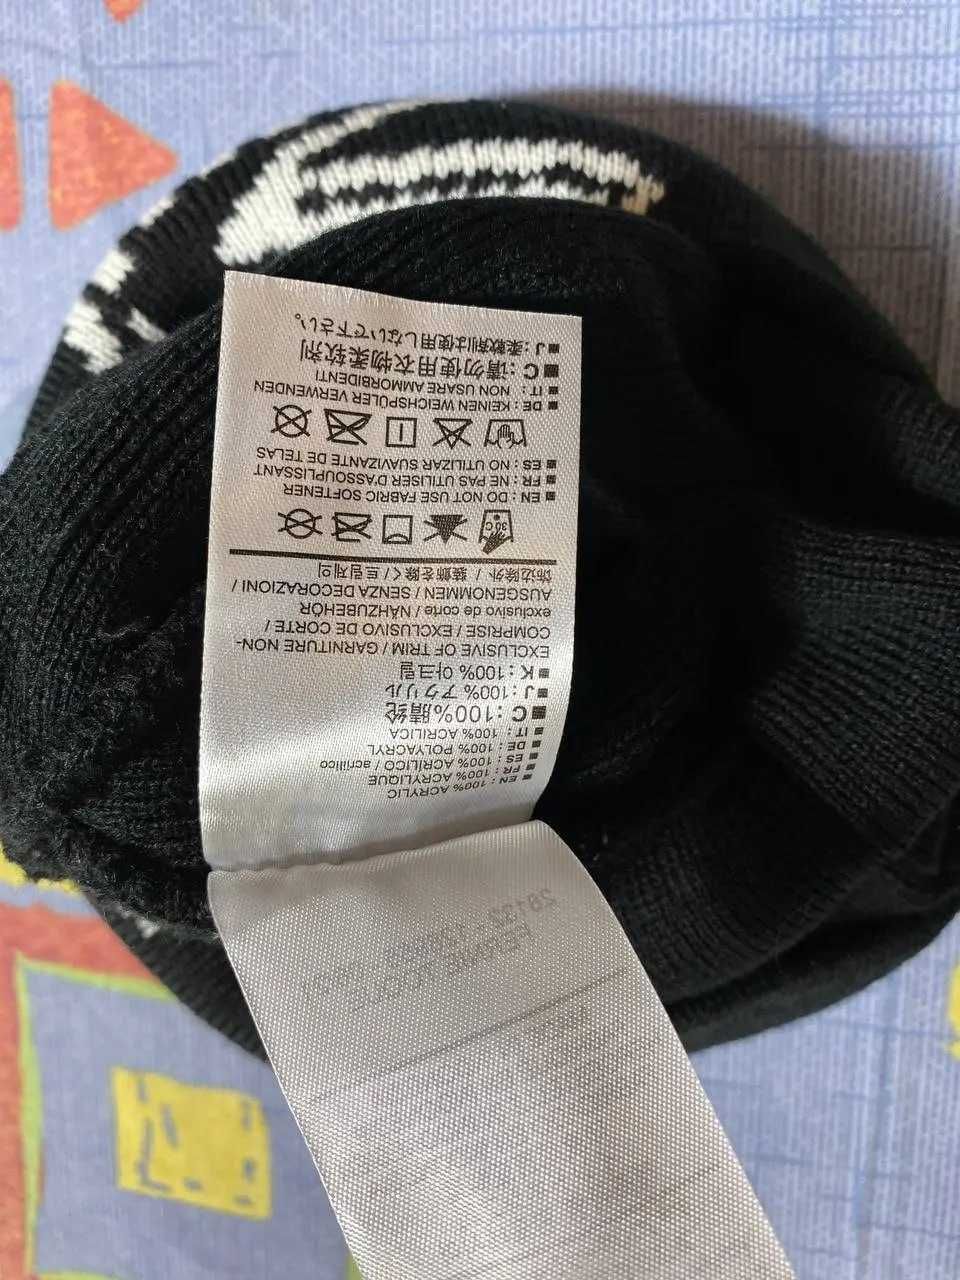 EN : 100% ACRYLIC
FR : 100% ACRYLIQUE
ES : 100% ACRÍLICO / acrílico
DE : 100% POLYACRYL
IT : 100% ACRILICA
C : 100%腈纶
J : 100% アクリル
K : 100% 아크릴
EXCLUSIVE OF TRIM / GARNITURE NON-
COMPRISE / EXCLUSIVO DE CORTE /
exclusivo de corte / NÄHZUBEHÖR
AUSGENOMMEN / SENZA DECORAZIONI /
饰边除外 / 装飾を除く / 트림제외
30 C
EN : DO NOT USE FABRIC SOFTENER
FR : NE PAS UTILISER D'ASSOUPLISSANT
ES : NO UTILIZAR SUAVIZANTE DE TELAS
DE : KEINEN WEICHSPÜLER VERWENDEN
IT : NON USARE AMMORBIDENTI
C : 请勿使用衣物柔软剂
J : 柔軟剤は使用しないで下さい。